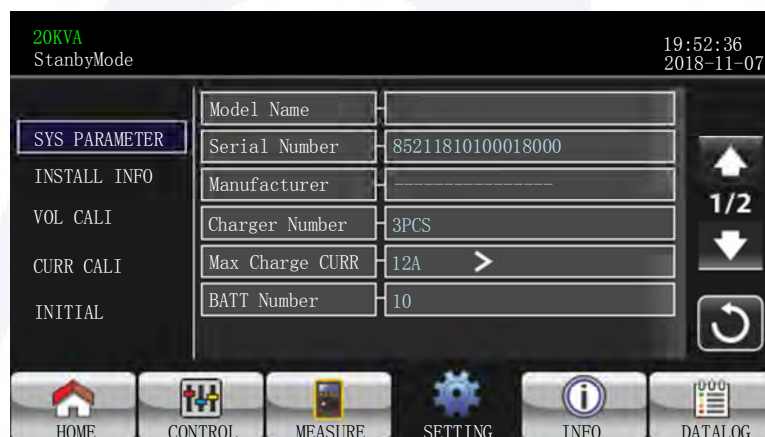 20KVA
StanbyMode
19:52:36
2018-11-07
SYS PARAMETER
INSTALL INFO
VOL CALI
CURR CALI
INITIAL
Model Name
Serial Number 85211810100018000
Manufacturer ----------------
Charger Number 3PCS
Max Charge CURR 12A >
BATT Number 10
1/2
HOME CONTROL MEASURE SETTING INFO DATALOG